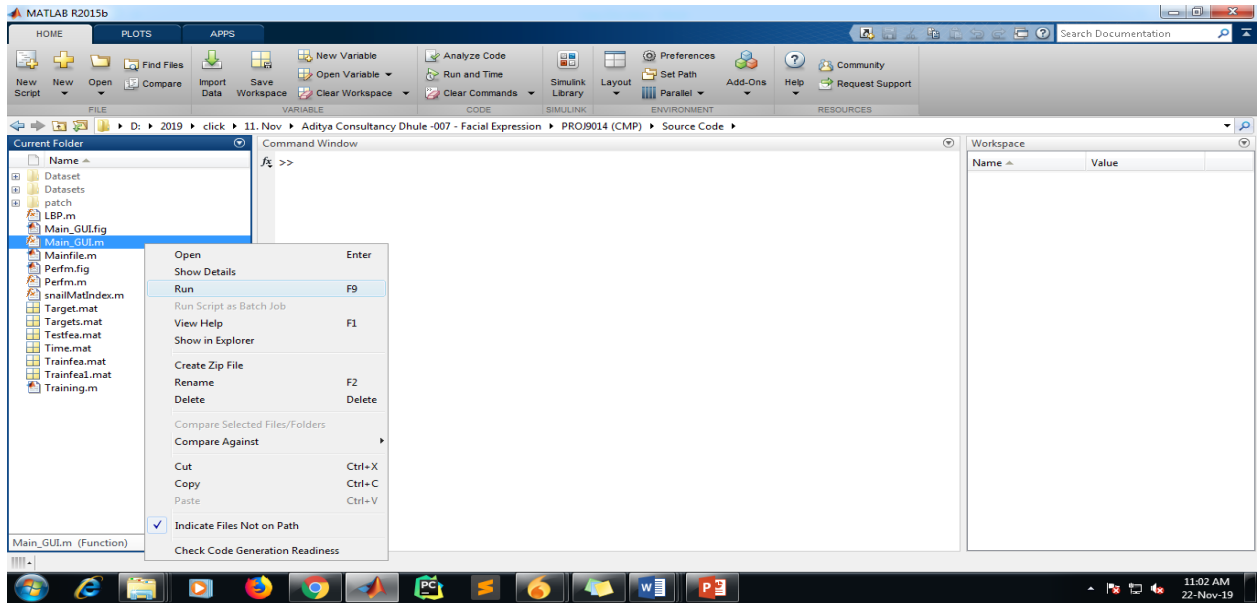 MATLAB R2015b
HOME PLOTS APPS Search Documentation
New Script New Open Find Files Compare Import Data Save Workspace New Variable Open Variable Clear Workspace Analyze Code Run and Time Clear Commands Simulink Library Layout Preferences Set Path Parallel Add-Ons Help Community Request Support
FILE VARIABLE CODE SIMULINK ENVIRONMENT RESOURCES
D: 2019 click 11. Nov Aditya Consultancy Dhule -007 - Facial Expression PROJ9014 (CMP) Source Code
Current Folder Command Window Workspace
Name fx >> Name Value
Dataset
Datasets
patch
LBP.m
Main_GUI.fig
Main_GUI.m
Mainfile.m
Perfm.fig
Perfm.m
snailMatIndex.m
Target.mat
Targets.mat
Testfea.mat
Time.mat
Trainfea.mat
Trainfea1.mat
Training.m
Open Enter
Show Details
Run F9
Run Script as Batch Job
View Help F1
Show in Explorer
Create Zip File
Rename F2
Delete Delete
Compare Selected Files/Folders
Compare Against
Cut Ctrl+X
Copy Ctrl+C
Paste Ctrl+V
Indicate Files Not on Path
Check Code Generation Readiness
Main_GUI.m (Function)
PC W P
11:02 AM
22-Nov-19